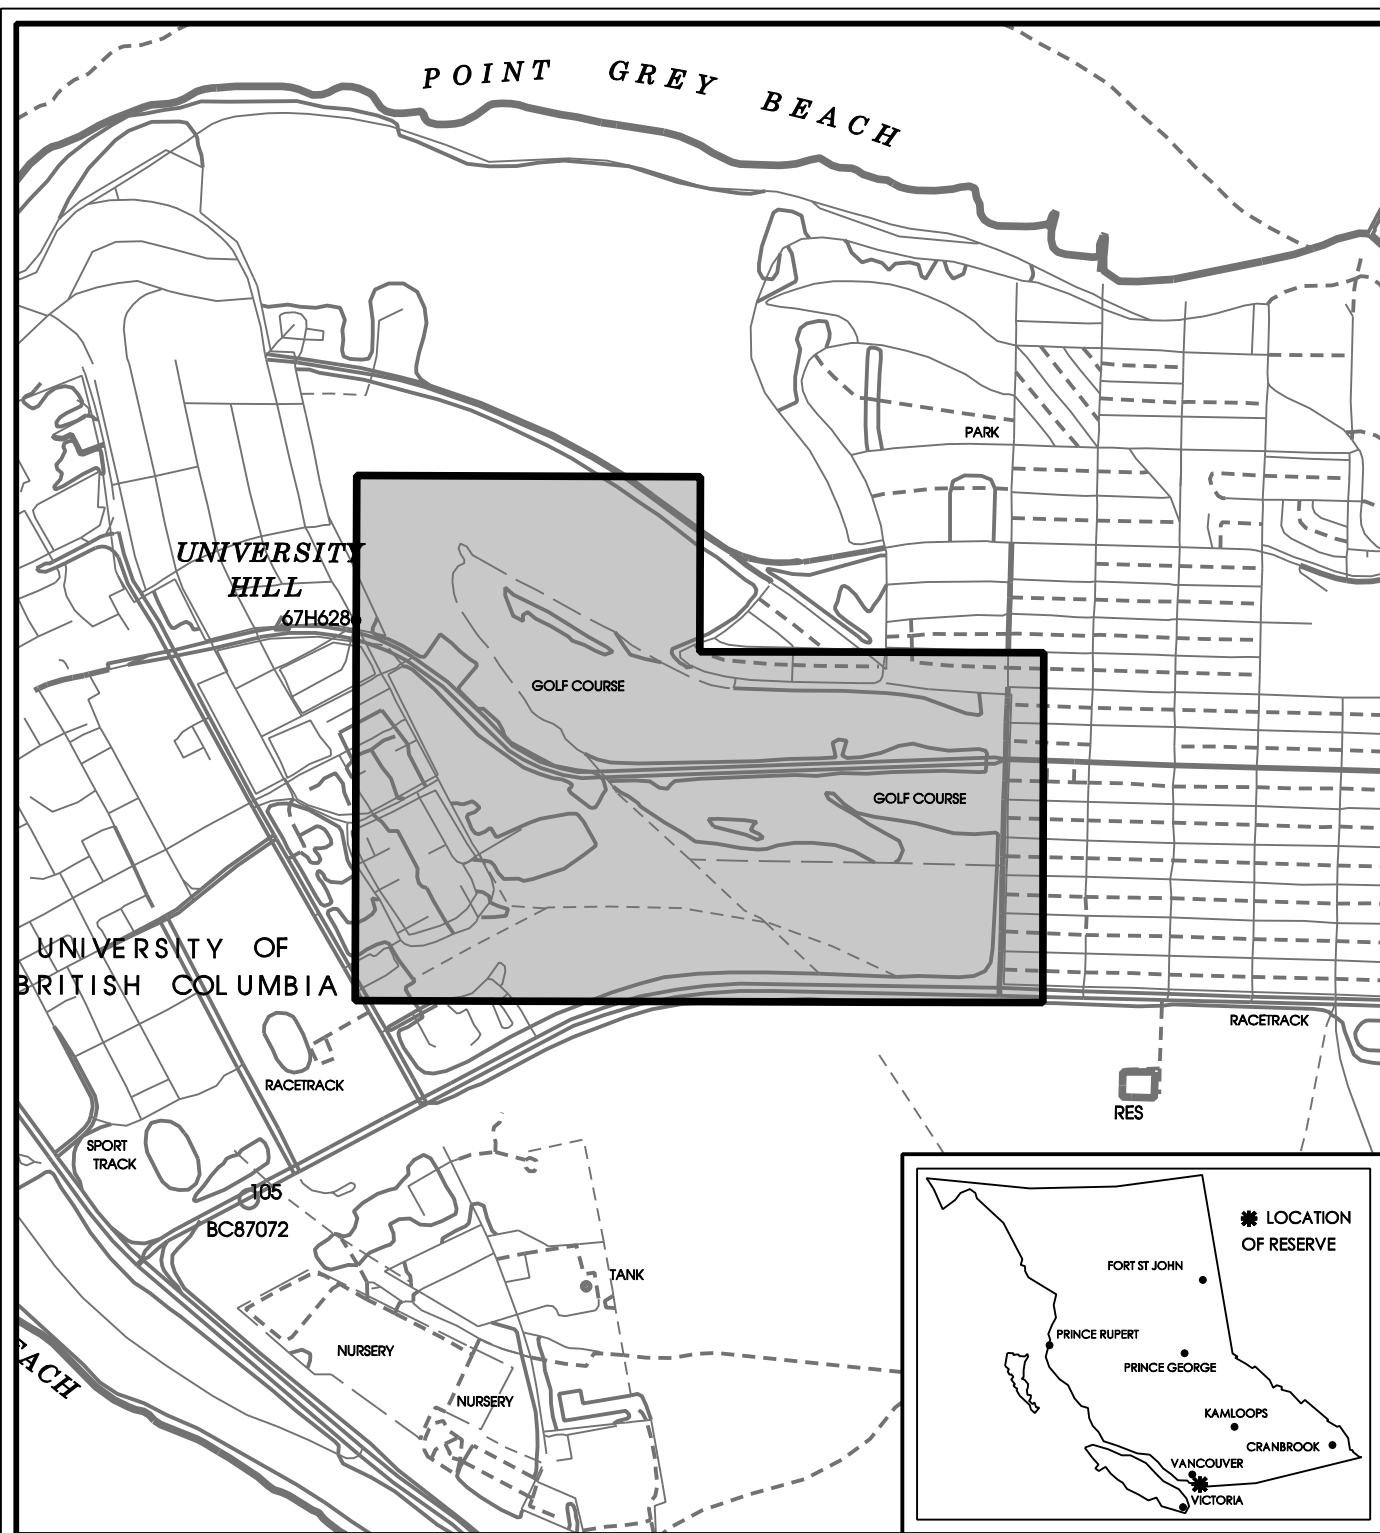 POINT GREY BEACH
PARK
UNIVERSITY
HILL
67H6286
GOLF COURSE
GOLF COURSE
UNIVERSITY OF
BRITISH COLUMBIA
RACETRACK
RACETRACK
RES
SPORT
TRACK
105
BC87072
TANK
NURSERY
NURSERY
EACH
LOCATION
OF RESERVE
FORT ST JOHN
PRINCE RUPERT
PRINCE GEORGE
KAMLOOPS
CRANBROOK
VANCOUVER
VICTORIA